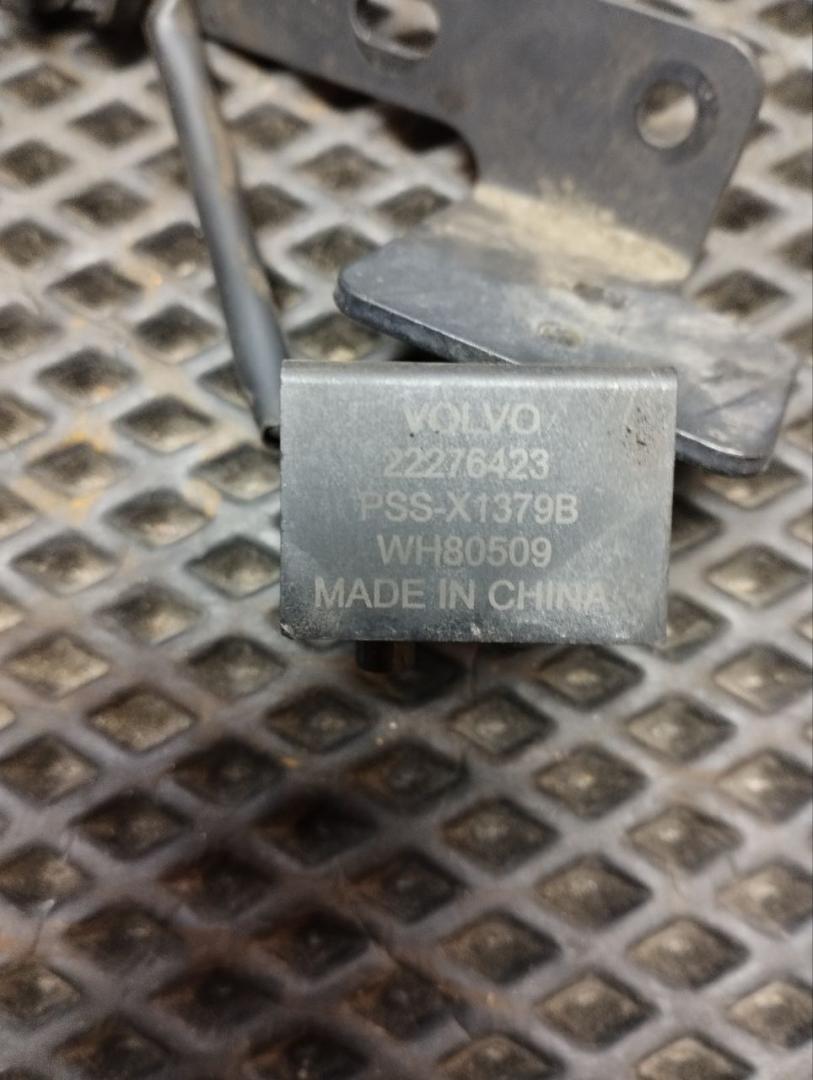 VOLVO
22276423
PSS-X1379B
WH80509
MADE IN CHINA